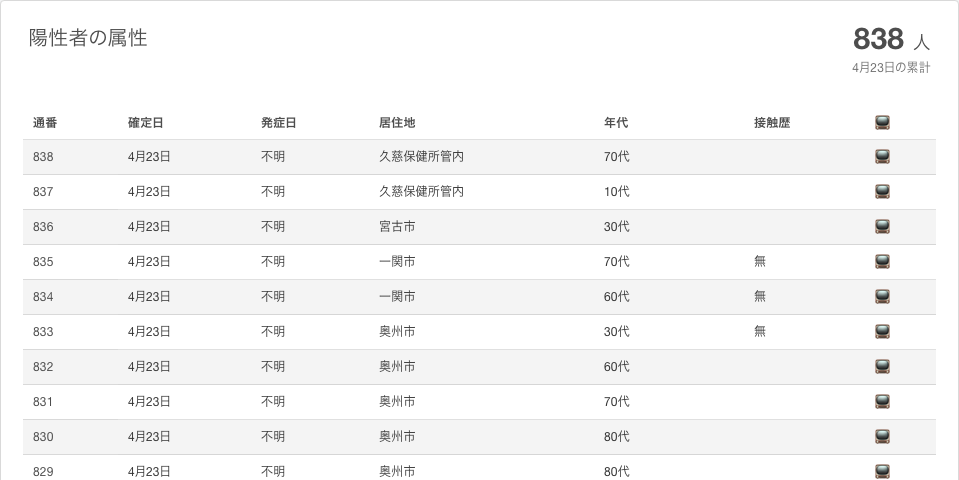 陽性者の属性
838 人
4月23日の累計
通番 確定日 発症日 居住地 年代 接触歴 📺
838 4月23日 不明 久慈保健所管内 70代 📺
837 4月23日 不明 久慈保健所管内 10代 📺
836 4月23日 不明 宮古市 30代 📺
835 4月23日 不明 一関市 70代 無 📺
834 4月23日 不明 一関市 60代 無 📺
833 4月23日 不明 奥州市 30代 無 📺
832 4月23日 不明 奥州市 60代 📺
831 4月23日 不明 奥州市 70代 📺
830 4月23日 不明 奥州市 80代 📺
829 4月23日 不明 奥州市 80代 📺